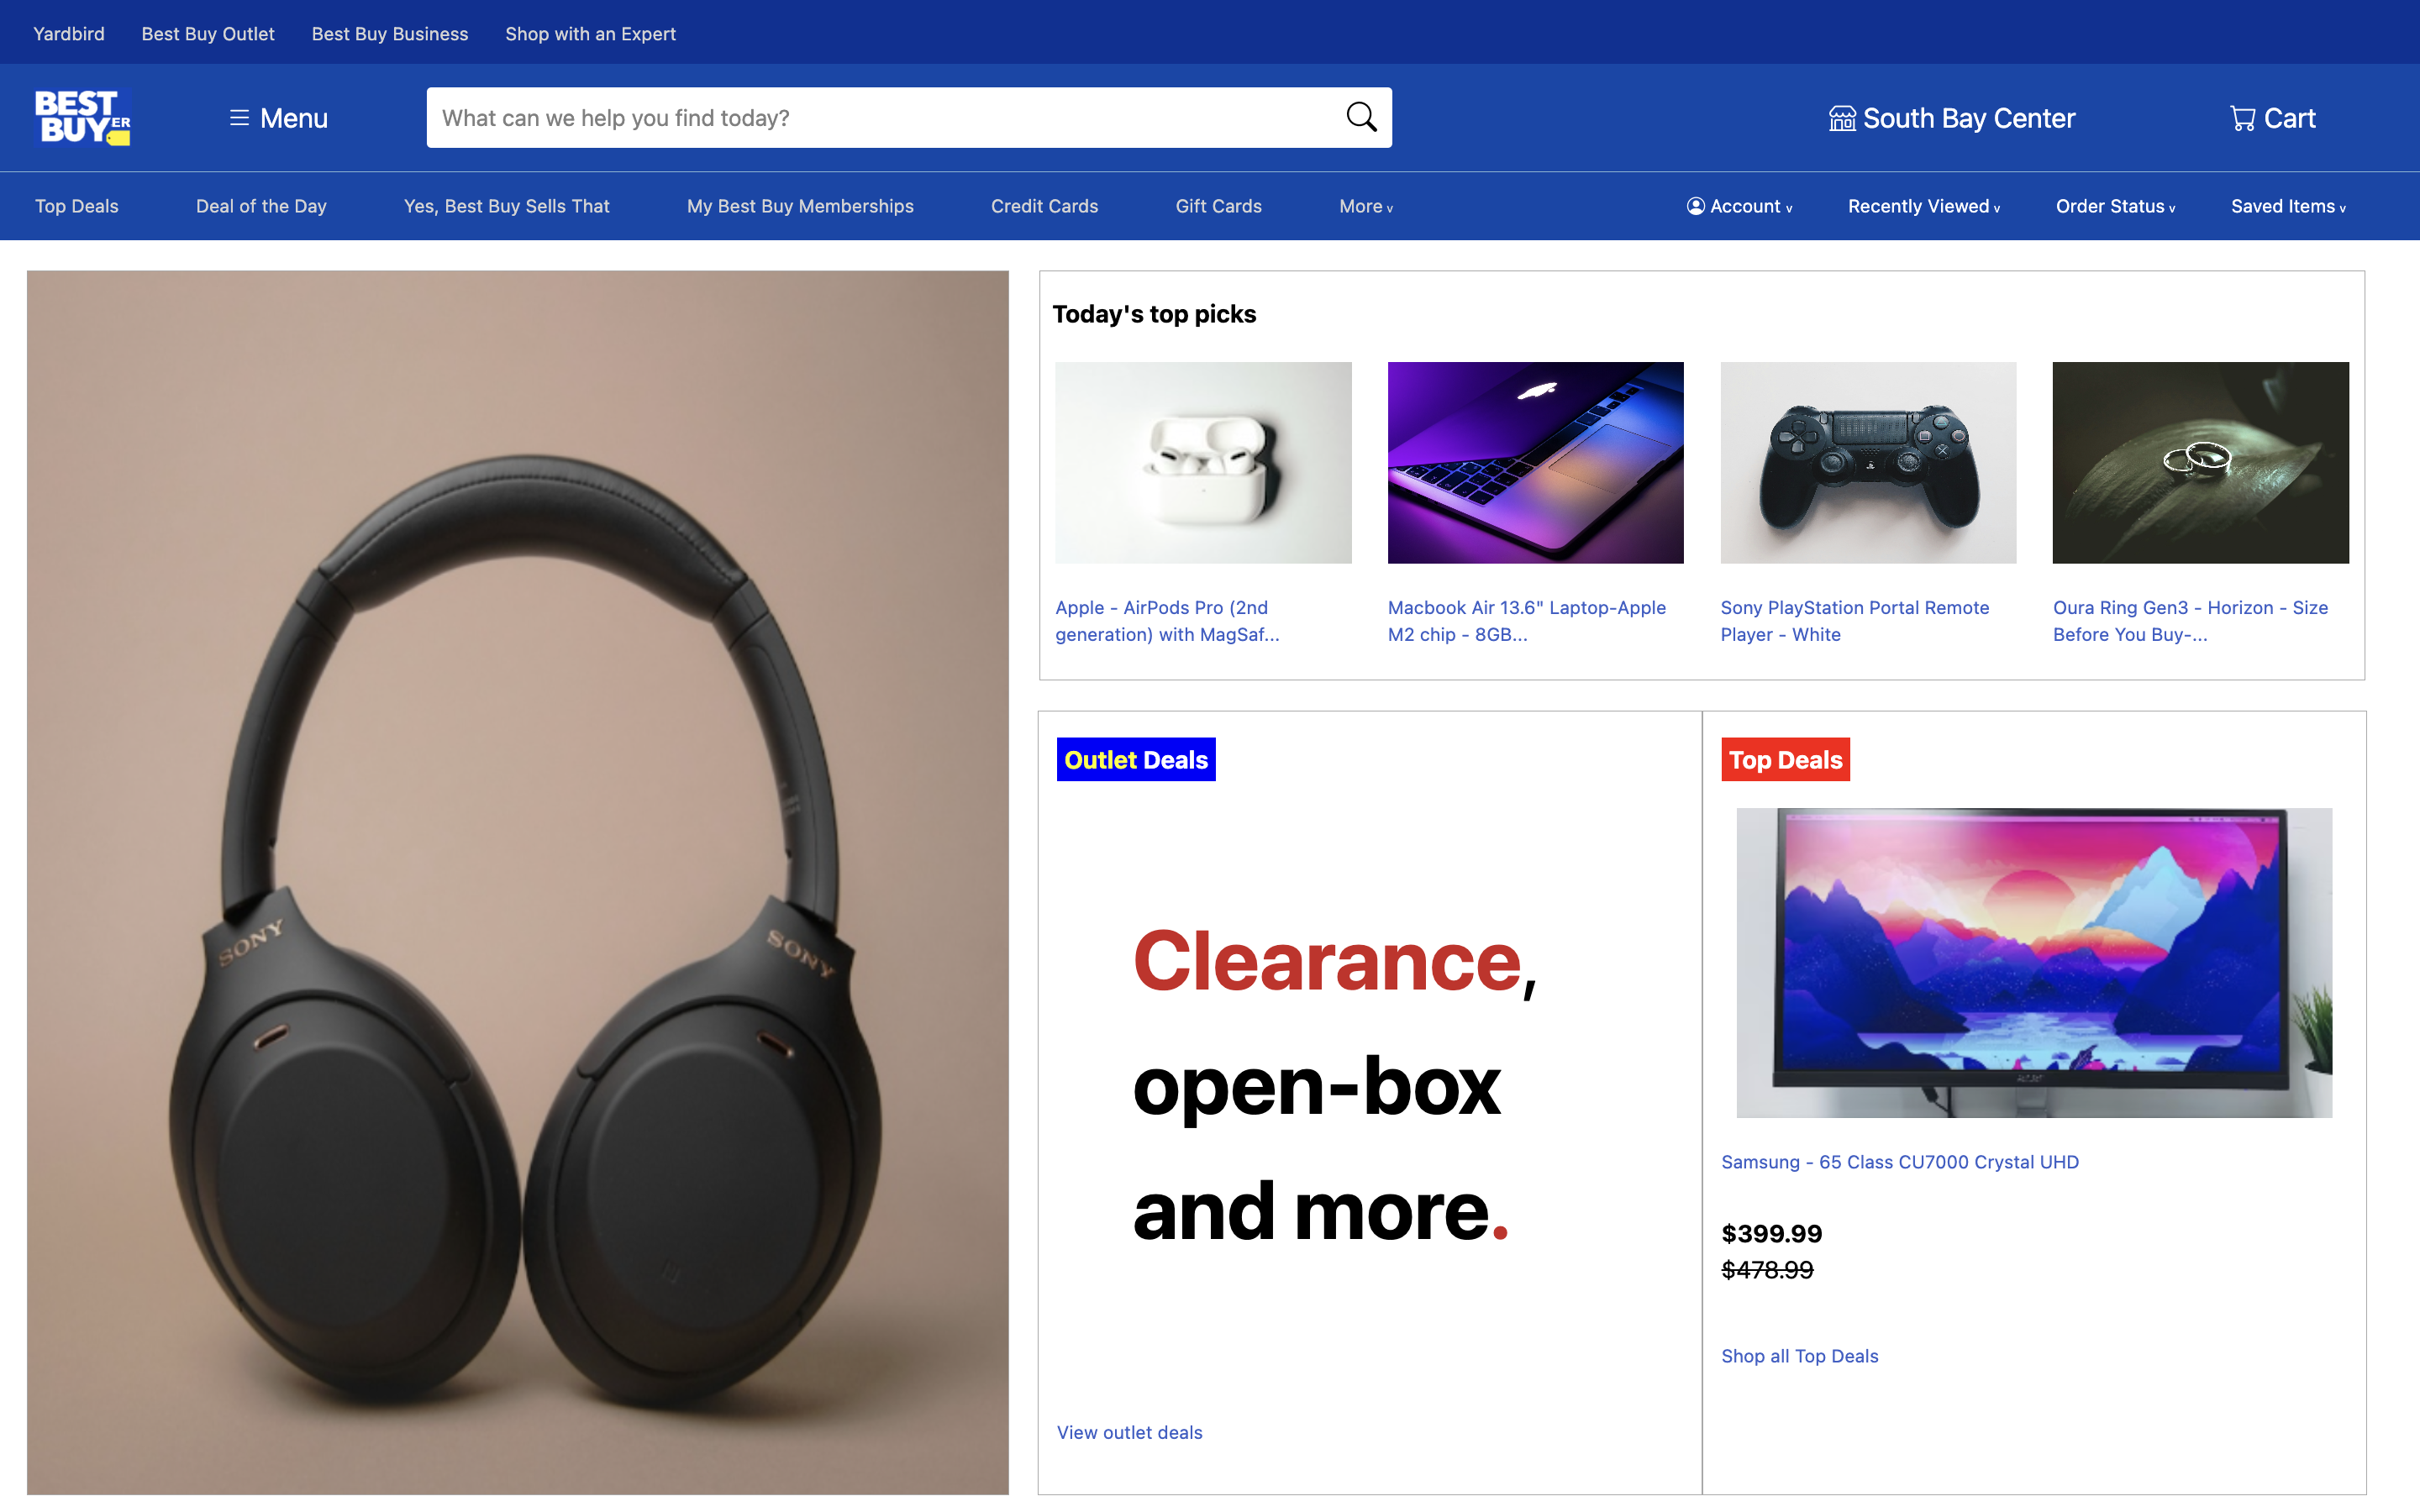 Yardbird Best Buy Outlet Best Buy Business Shop with an Expert
BEST
BUYER
Menu
What can we help you find today?
South Bay Center
Cart
Top Deals Deal of the Day Yes, Best Buy Sells That My Best Buy Memberships Credit Cards Gift Cards More v
Account v Recently Viewed v Order Status v Saved Items v
SONY
SONY
Today's top picks
Apple - AirPods Pro (2nd
generation) with MagSaf...
Macbook Air 13.6" Laptop-Apple
M2 chip - 8GB...
Sony PlayStation Portal Remote
Player - White
Oura Ring Gen3 - Horizon - Size
Before You Buy-...
Outlet Deals
Clearance,
open-box
and more.
View outlet deals
Top Deals
Samsung - 65 Class CU7000 Crystal UHD
$399.99
$478.99
Shop all Top Deals